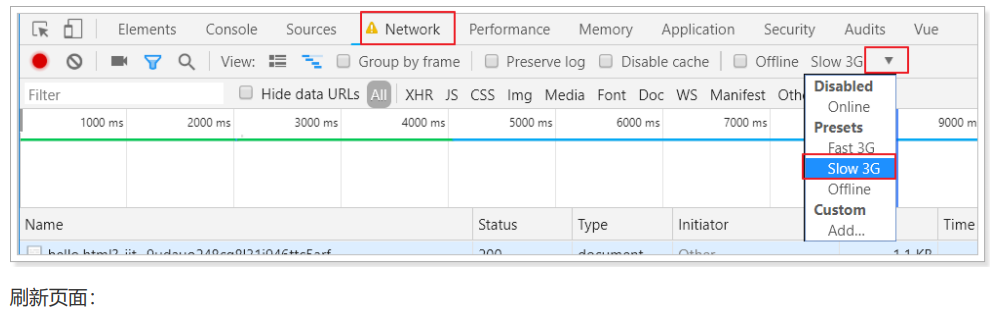 Elements Console Sources Network Performance Memory Application Security Audits Vue
View: Group by frame Preserve log Disable cache Offline Slow 3G
Filter Hide data URLs All XHR JS CSS Img Media Font Doc WS Manifest
Disabled
Online
Presets
Fast 3G
Slow 3G
Offline
Custom
Add...
1000 ms 2000 ms 3000 ms 4000 ms 5000 ms 6000 ms 7000 ms 9000 m
Name Status Type Initiator Time
200 document Other 1.1 KB
刷新页面：